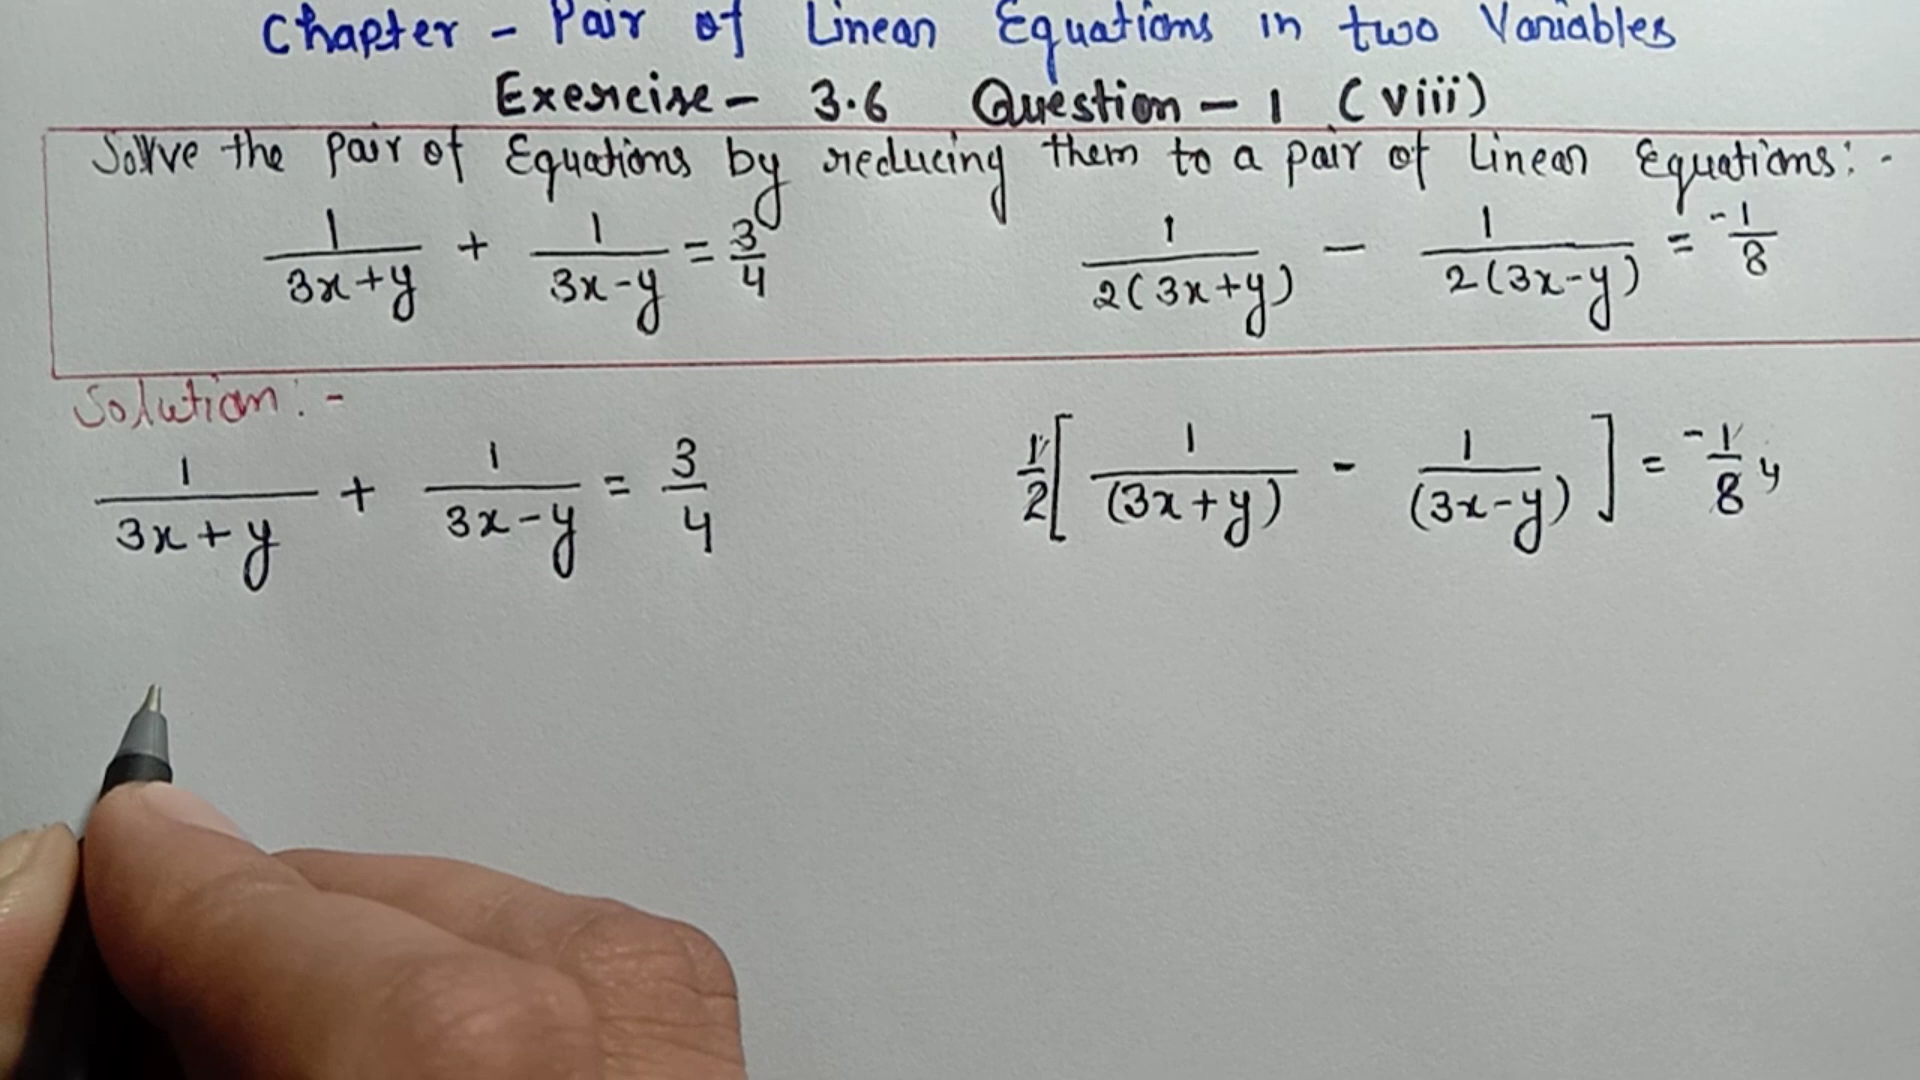 Chapter - Pair of Linear Equations in two Variables
Exercise - 3.6 Question - 1 (viii)
Solve the pair of Equations by reducing them to a pair of Linear Equations:-
1/(3x+y) + 1/(3x-y) = 3/4    1/(2(3x+y)) - 1/(2(3x-y)) = -1/8
Solution:-
1/(3x+y) + 1/(3x-y) = 3/4    1/2[1/(3x+y) - 1/(3x-y)] = -1/8 4